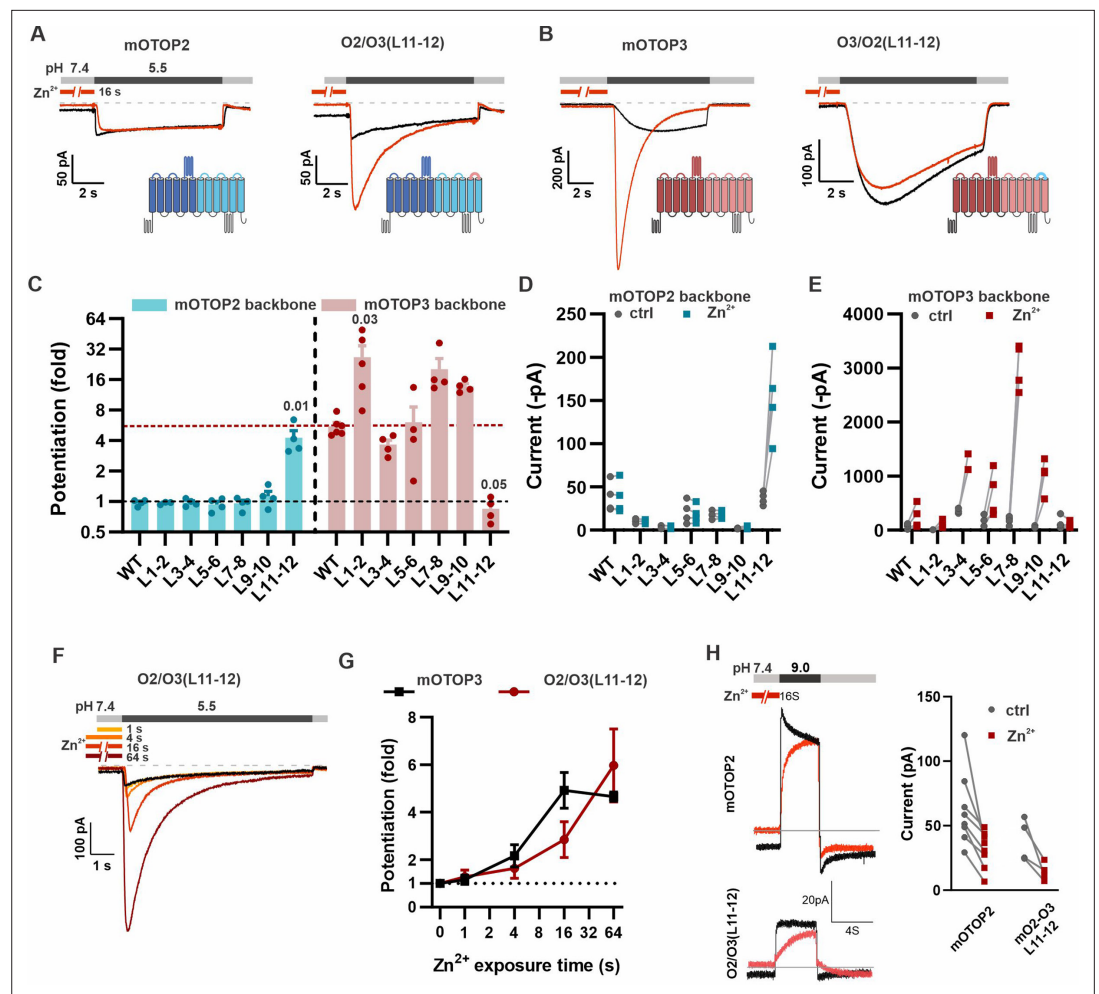 A
mOTOP2
O2/O3(L11-12)
pH 7.4 5.5
Zn²⁺ 16 s
50 pA
2 s
50 pA
2 s
B
mOTOP3
O3/O2(L11-12)
200 pA
2 s
100 pA
2 s
C
mOTOP2 backbone mOTOP3 backbone
Potentiation (fold)
64
32
16
8
4
2
1
0.5
0.01
0.03
0.05
WT L1-2 L3-4 L5-6 L7-8 L9-10 L11-12 WT L1-2 L3-4 L5-6 L7-8 L9-10 L11-12
D
mOTOP2 backbone
ctrl Zn²⁺
Current (-pA)
250
200
150
100
50
0
WT L1-2 L3-4 L5-6 L7-8 L9-10 L11-12
E
mOTOP3 backbone
ctrl Zn²⁺
Current (-pA)
4000
3000
2000
1000
0
WT L1-2 L3-4 L5-6 L7-8 L9-10 L11-12
F
O2/O3(L11-12)
pH 7.4 5.5
Zn²⁺
1 s
4 s
16 s
64 s
100 pA
1 s
G
mOTOP3 O2/O3(L11-12)
Potentiation (fold)
8
6
4
2
1
0
0 1 2 4 8 16 32 64
Zn²⁺ exposure time (s)
H
pH 7.4 9.0
Zn²⁺ 16S
mOTOP2
O2/O3(L11-12)
20pA
4S
ctrl
Zn²⁺
Current (pA)
150
100
50
0
mOTOP2
mO2-O3
L11-12